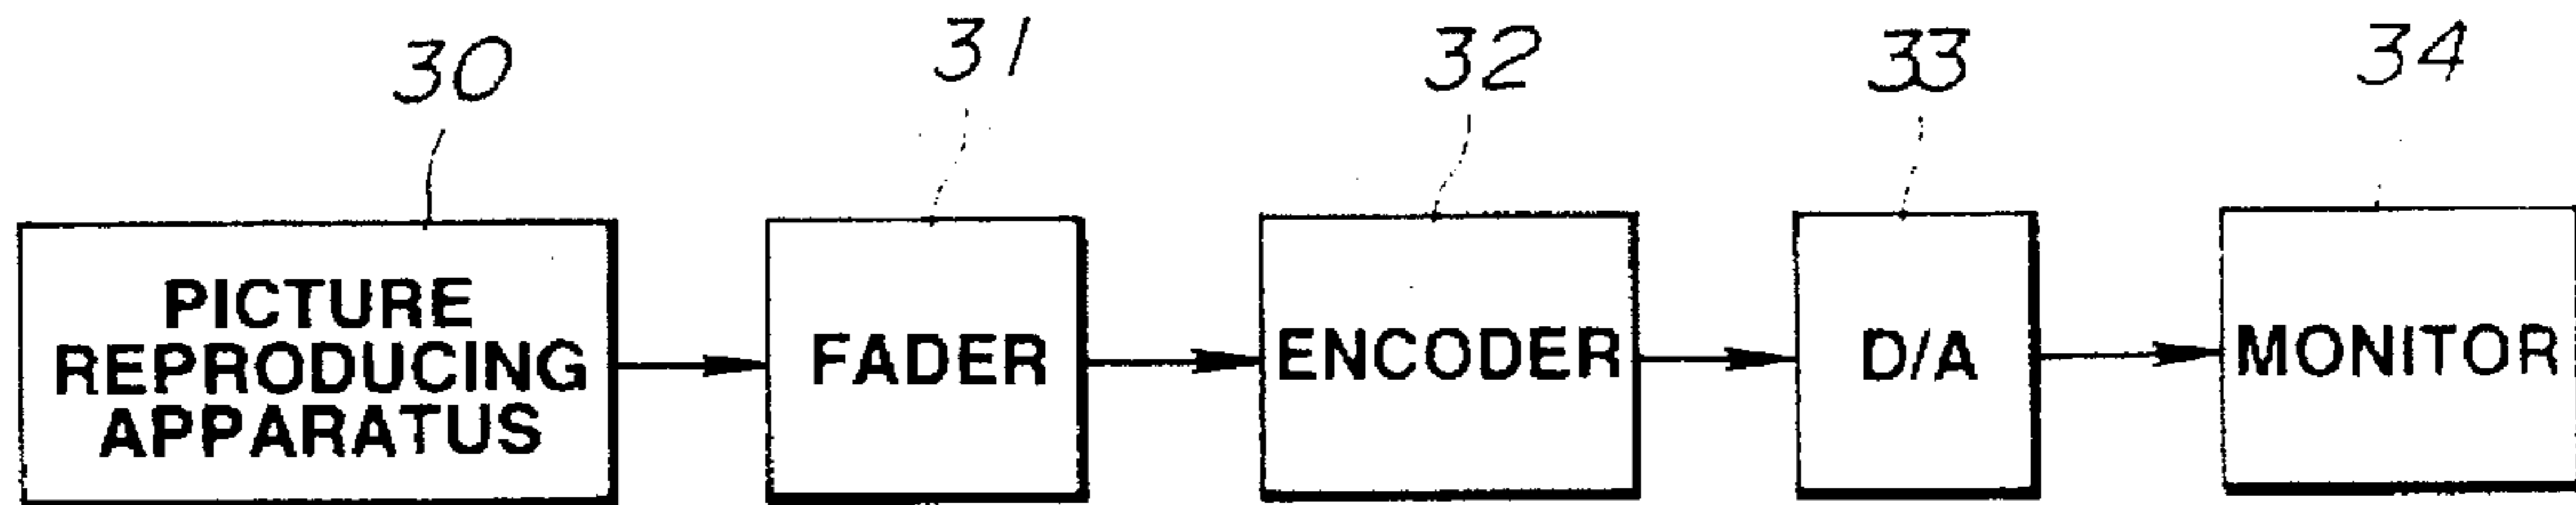 30 31 32 33 34
PICTURE
REPRODUCING
APPARATUS
FADER
ENCODER
D/A
MONITOR